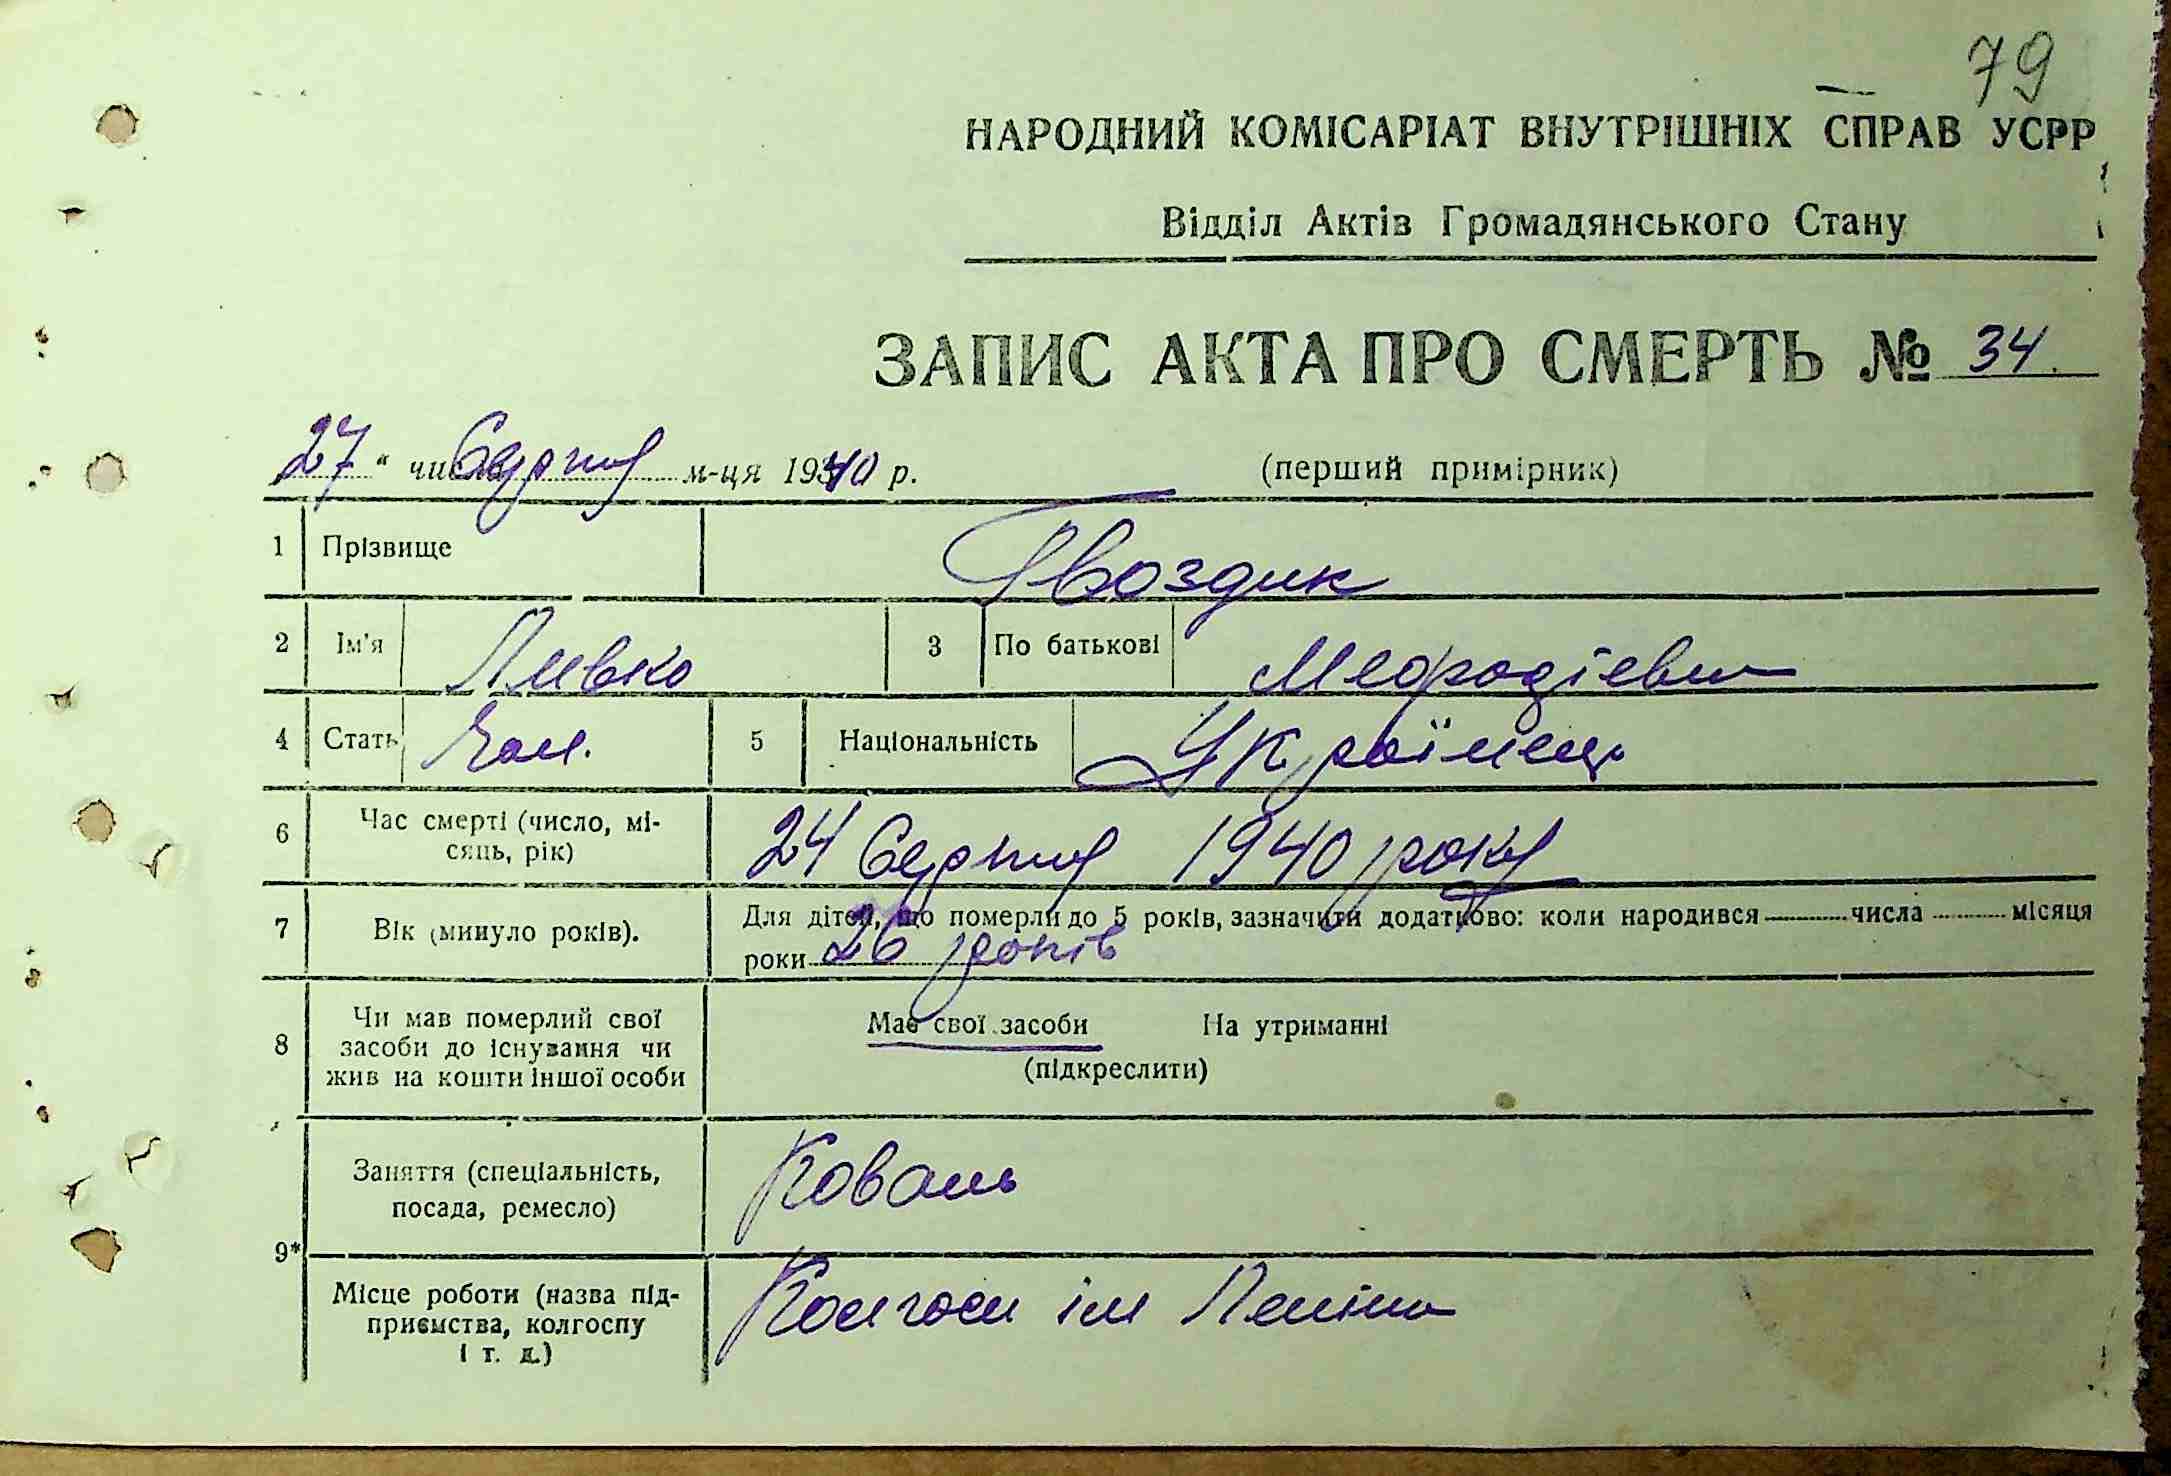 79
НАРОДНИЙ КОМІСАРІАТ ВНУТРІШНІХ СПРАВ УСРР
Відділ Актів Громадянського Стану
ЗАПИС АКТА ПРО СМЕРТЬ № 34.
27 " числа Серпня м-ця 1940 р. (перший примірник)
1 Прізвище Гвоздик
2 Ім'я Ливко 3 По батькові Мефодієвич
4 Стать Чол. 5 Національність Українець
6 Час смерті (число, мі-
сяць, рік) 24 Серпня 1940 року
7 Вік (минуло років). Для дітей, що померли до 5 років, зазначити додатково: коли народився числа місяця
роки 26 років
8 Чи мав померлий свої
засоби до існування чи
жив на кошти іншої особи
Має свої засоби На утриманні
(підкреслити)
9*
Заняття (спеціальність,
посада, ремесло) Коваль
Місце роботи (назва під-
приємства, колгоспу
і т. д.) Колгосп ім Леніна